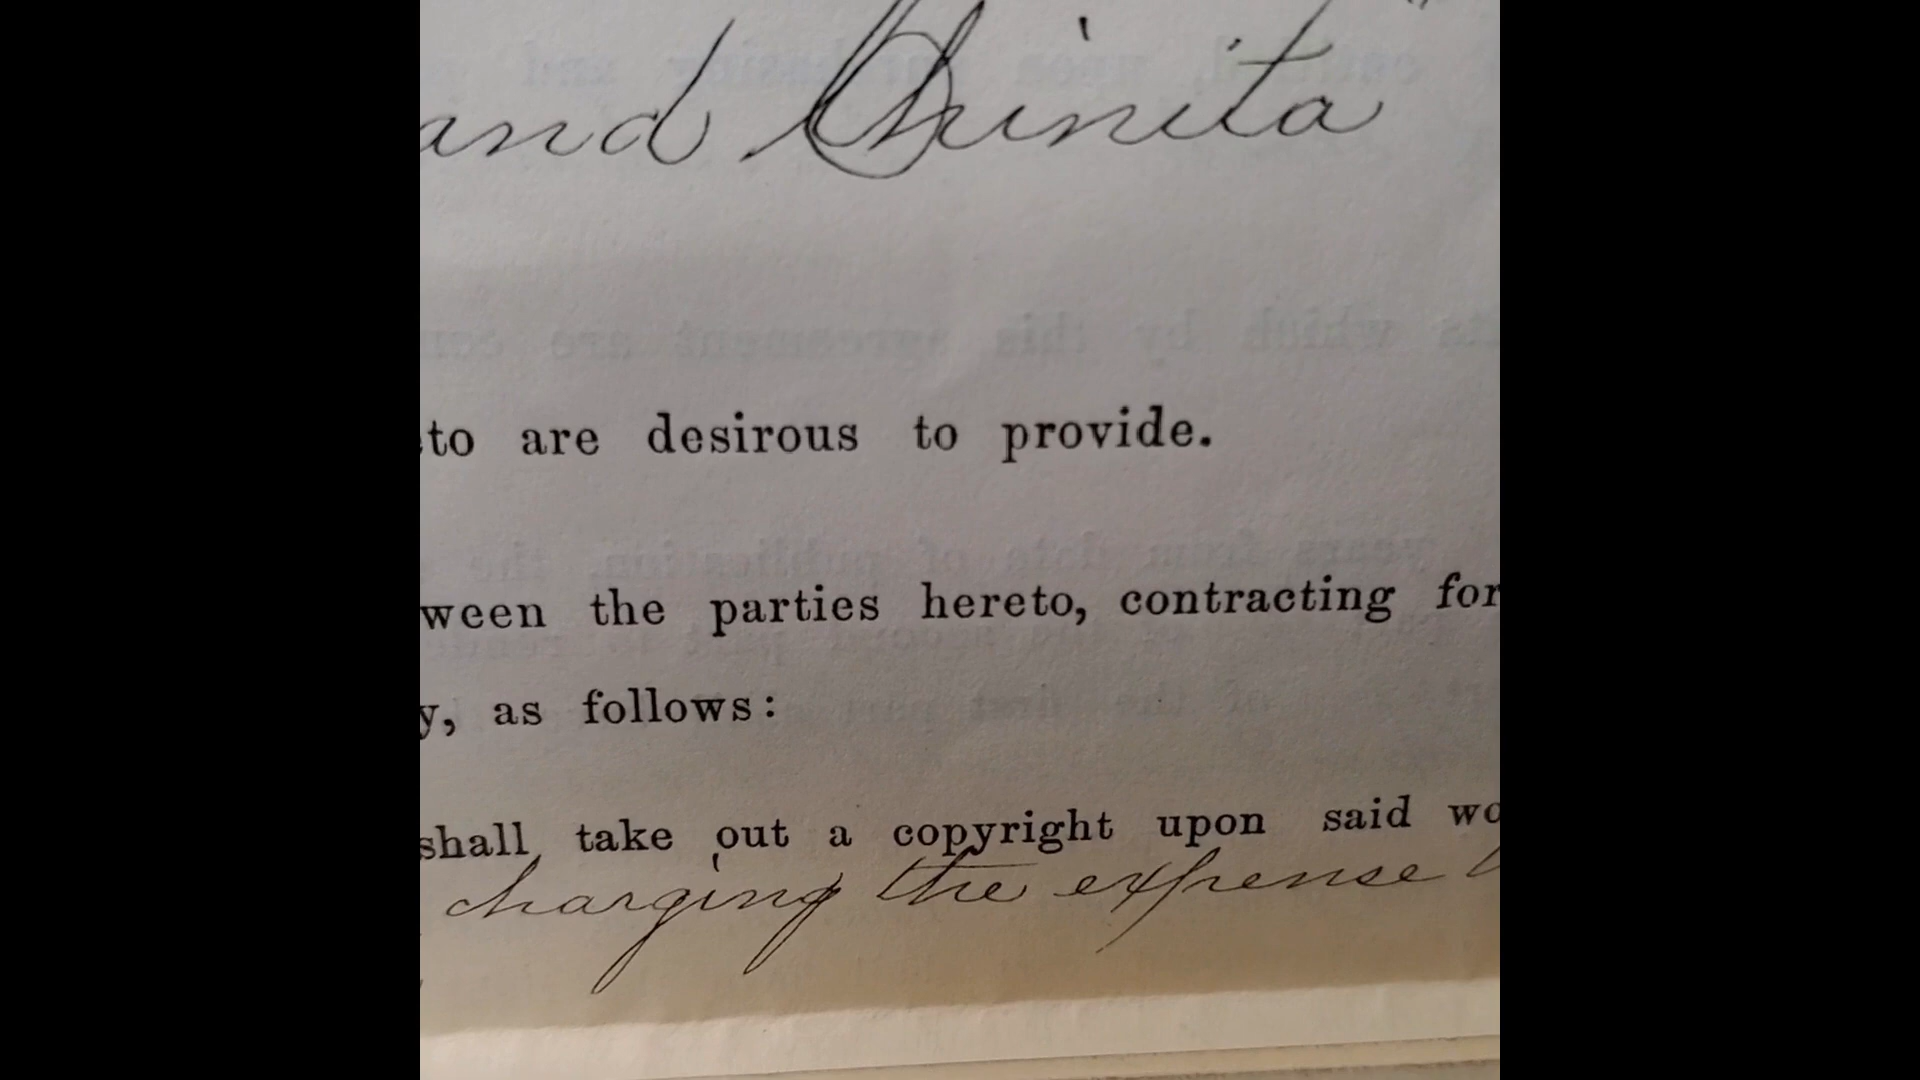 and Chinita"
to are desirous to provide.
ween the parties hereto, contracting for
y, as follows:
shall take out a copyright upon said wo
charging the expense